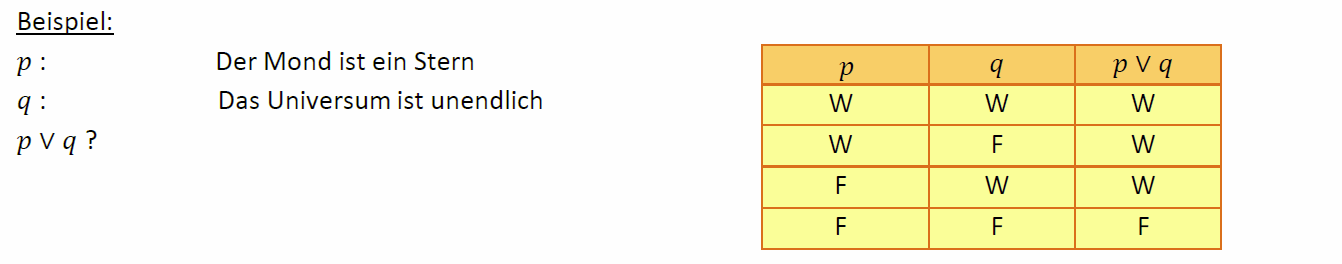 Beispiel:
p : Der Mond ist ein Stern
q : Das Universum ist unendlich
p ∨ q ?
p q p ∨ q
W W W
W F W
F W W
F F F